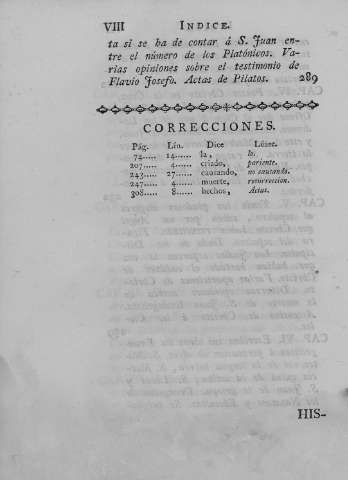 VIII INDICE.
ta si se ha de contar á S. Juan en-
tre el número de los Platónicos. Va-
rias opiniones sobre el testimonio de
Flavio Josefo. Actas de Pilatos. 289
CORRECCIONES.
Pág. Lin. Dice Léase.
74..... 14...... la, lo.
207..... 4...... criado, pariente.
243..... 27...... causando, no causando.
247..... 4...... muerte, resurreccion.
308..... 8...... hechos, Actas.
HIS-